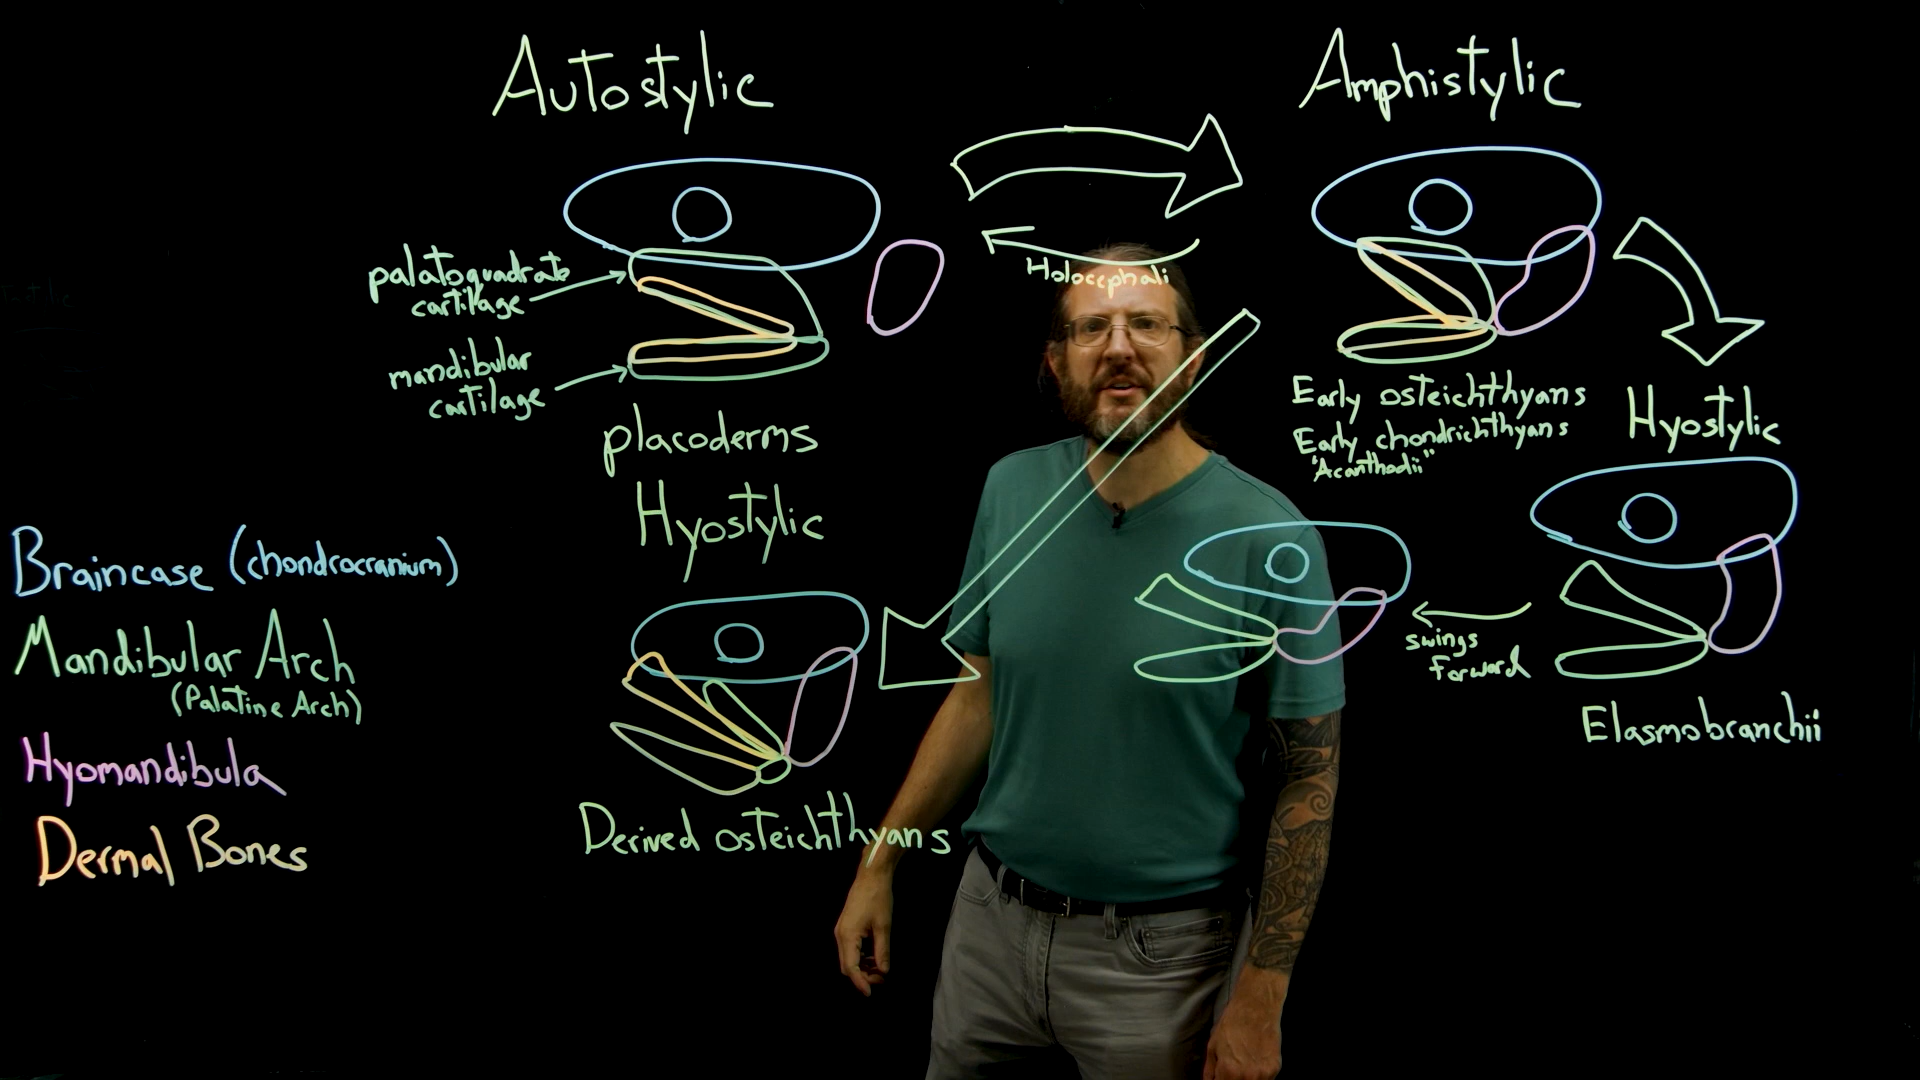 Autostylic
Amphistylic
palatoquadrate
cartilage
mandibular
cartilage
placoderms
Holocephali
Early osteichthyans
Early chondrichthyans
"Acanthodii"
Hyostylic
Elasmobranchii
swings
forward
Hyostylic
Derived osteichthyans
Braincase (chondrocranium)
Mandibular Arch
(Palatine Arch)
Hyomandibula
Dermal Bones